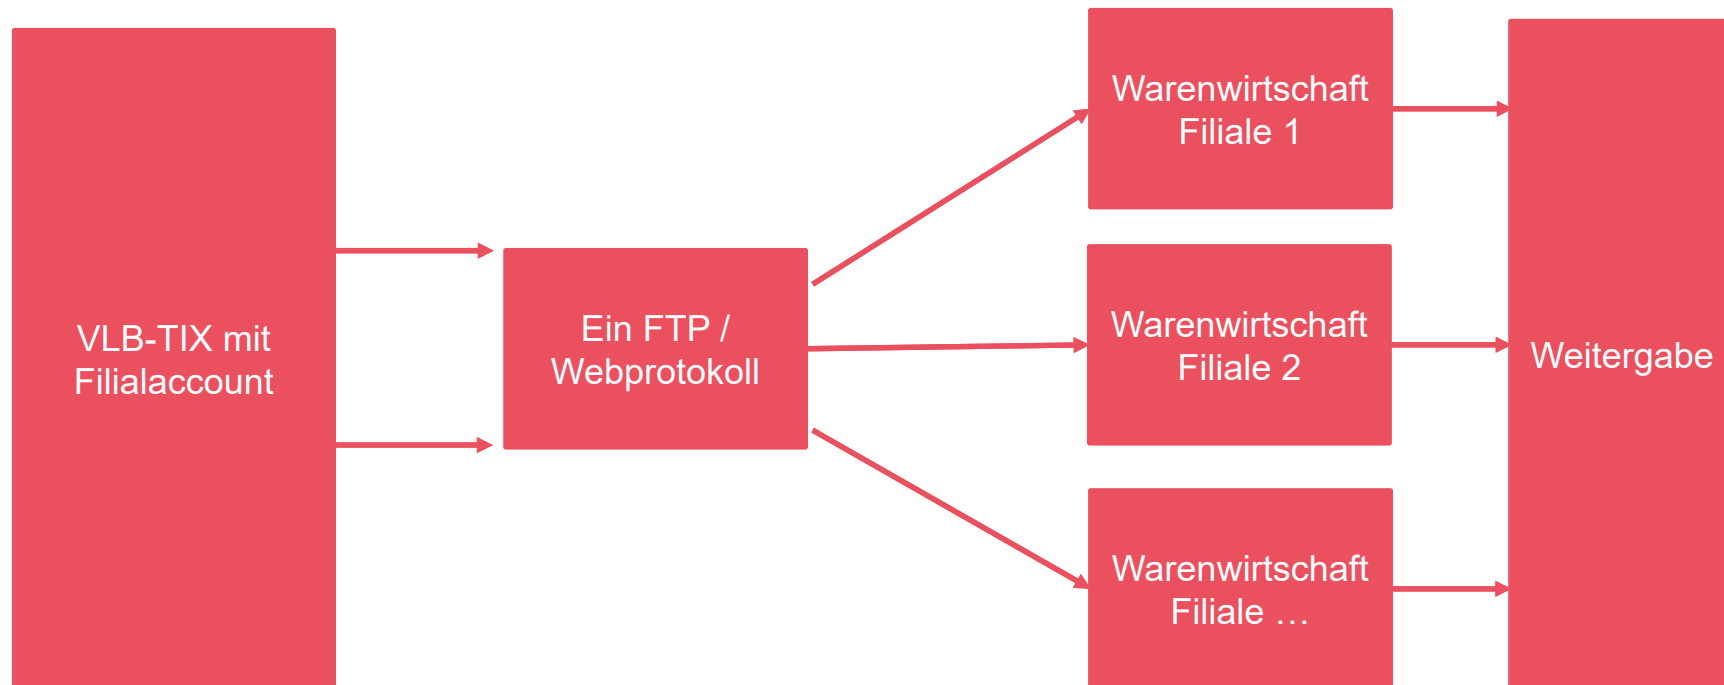 VLB-TIX mit
Filialaccount
Ein FTP /
Webprotokoll
Warenwirtschaft
Filiale 1
Warenwirtschaft
Filiale 2
Warenwirtschaft
Filiale …
Weitergabe